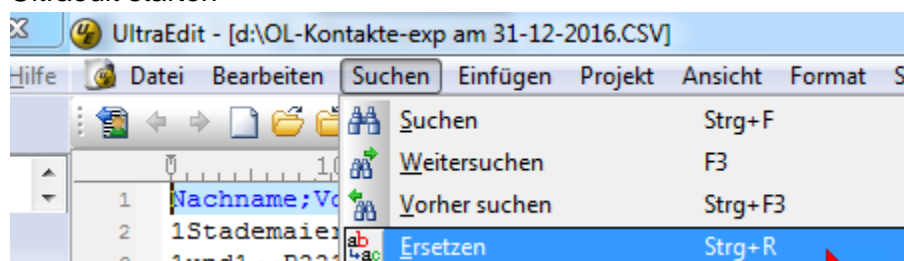 UltraEdit - [d:\OL-Kontakte-exp am 31-12-2016.CSV]
Hilfe Datei Bearbeiten Suchen Einfügen Projekt Ansicht Format
Suchen Strg+F
Weitersuchen F3
1 Nachname;Vo
Vorher suchen Strg+F3
2 1Stademaier
Ersetzen Strg+R